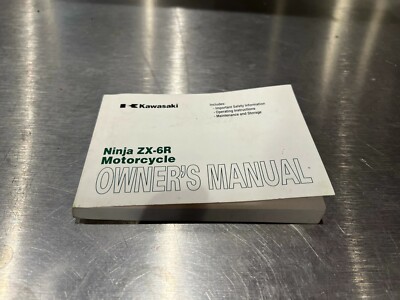 Kawasaki
Includes:
- Important Safety Information
- Operating Instructions
- Maintenance and Storage
Ninja ZX-6R
Motorcycle
OWNER'S MANUAL